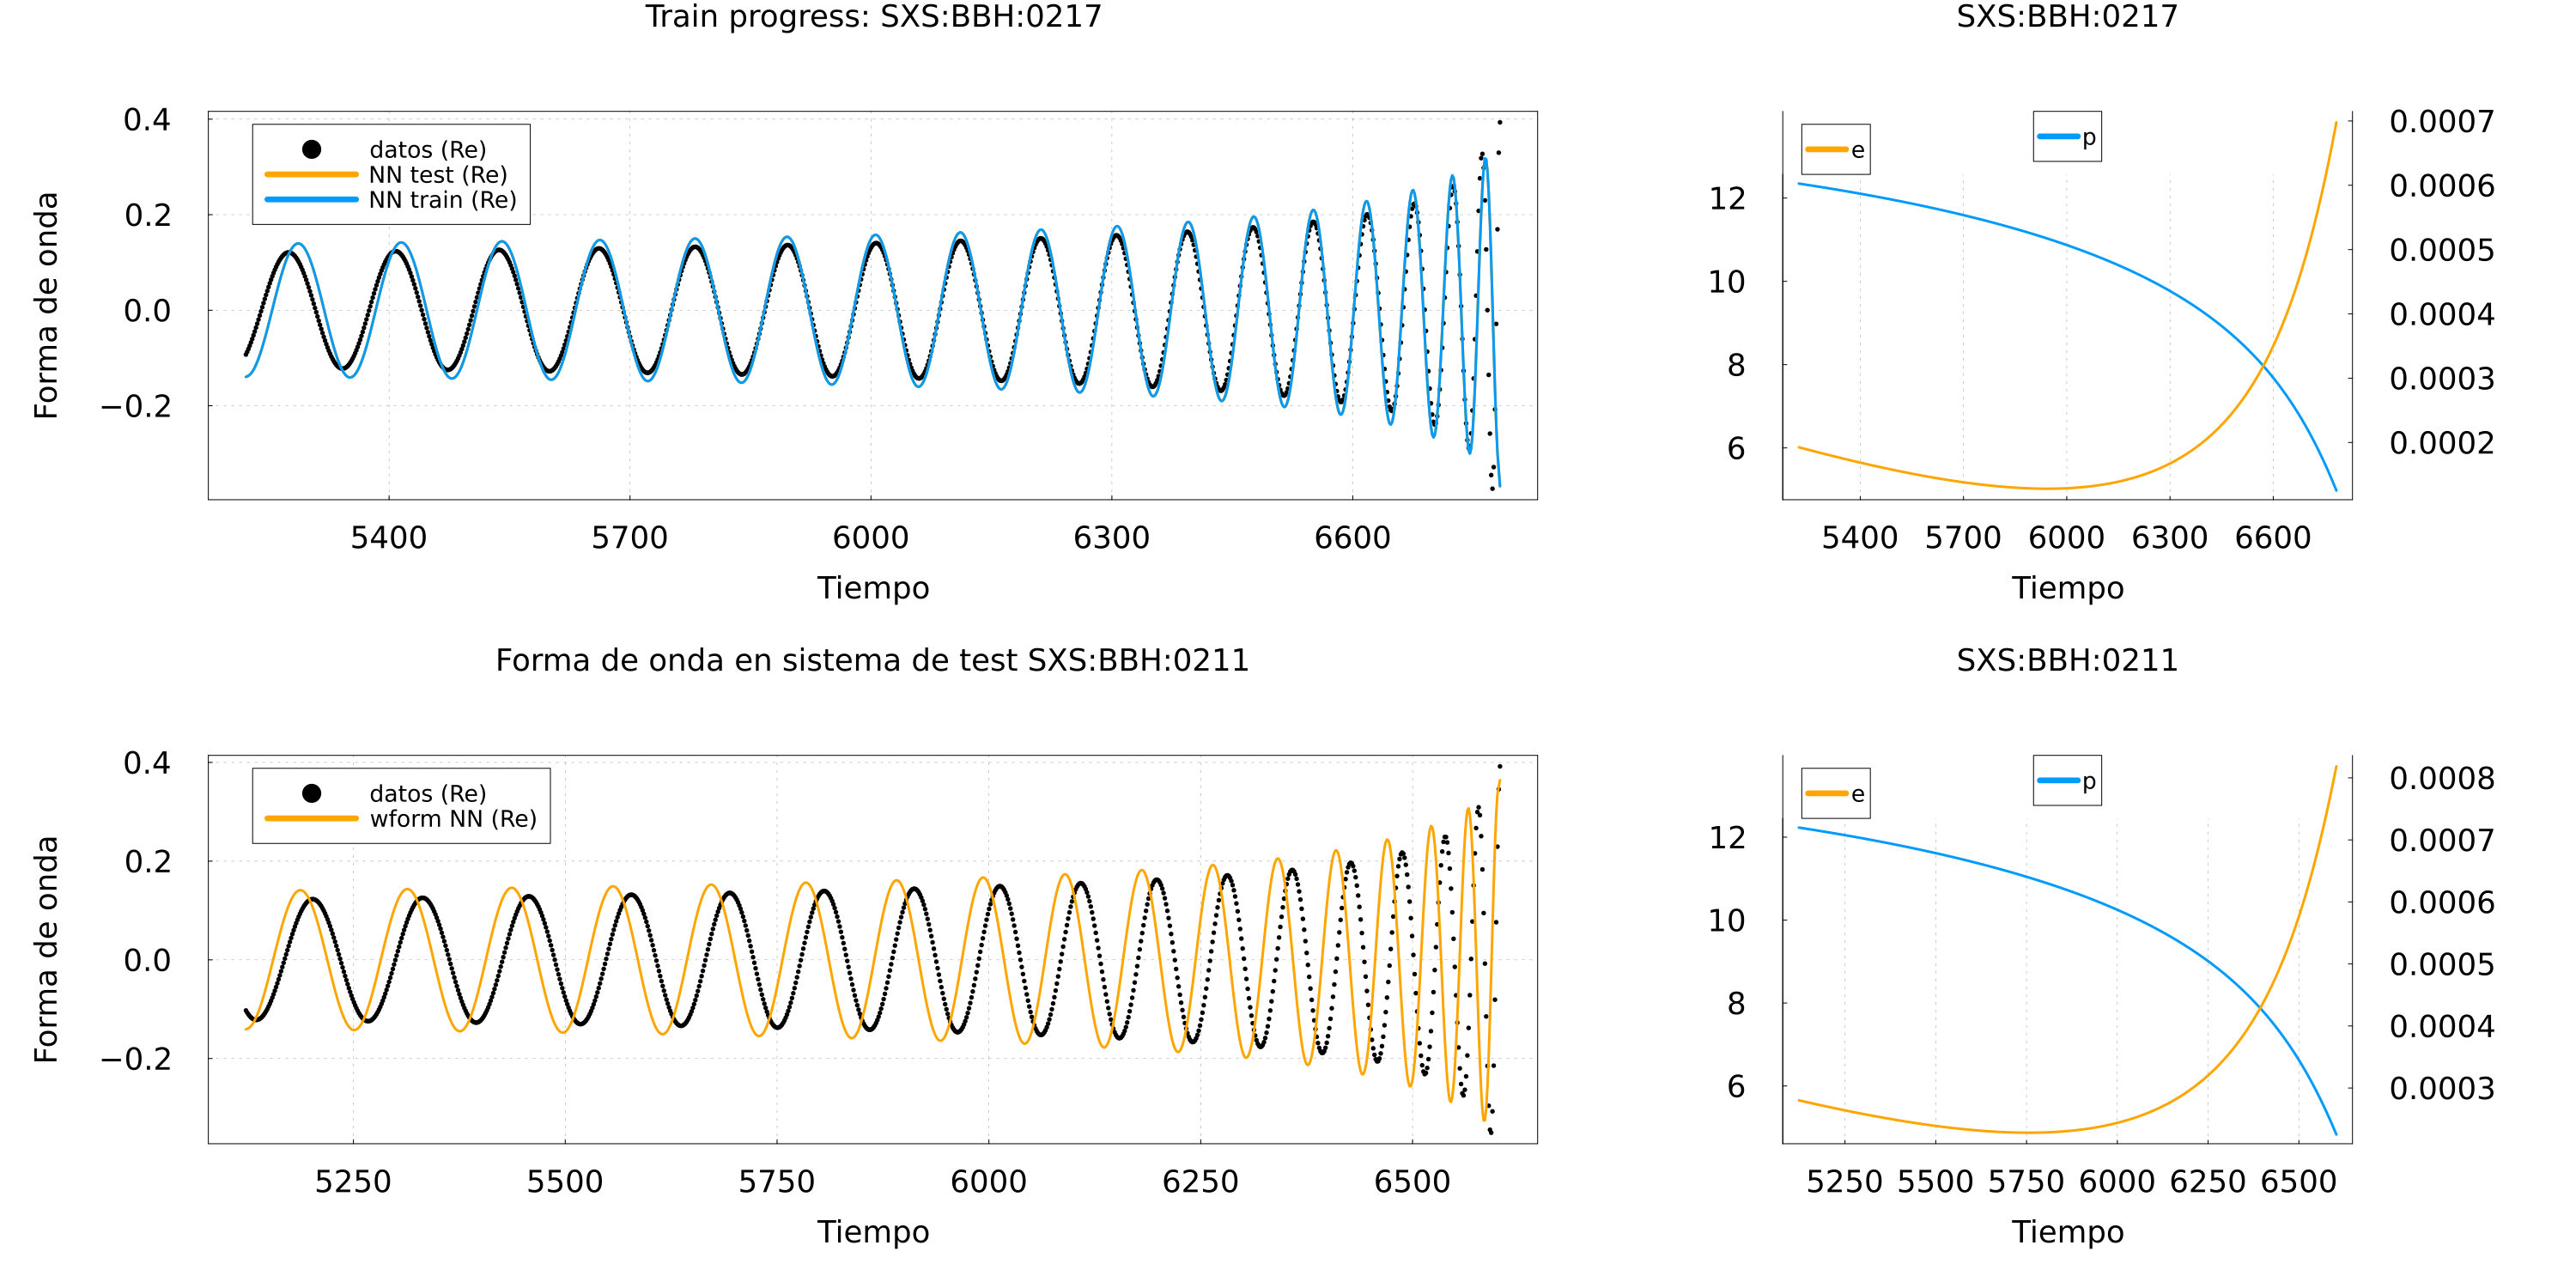 Train progress: SXS:BBH:0217
Forma de onda
0.4
0.2
0.0
−0.2
datos (Re)
NN test (Re)
NN train (Re)
5400 5700 6000 6300 6600
Tiempo
SXS:BBH:0217
12
10
8
6
e
p
0.0007
0.0006
0.0005
0.0004
0.0003
0.0002
5400 5700 6000 6300 6600
Tiempo
Forma de onda en sistema de test SXS:BBH:0211
Forma de onda
0.4
0.2
0.0
−0.2
datos (Re)
wform NN (Re)
5250 5500 5750 6000 6250 6500
Tiempo
SXS:BBH:0211
12
10
8
6
e
p
0.0008
0.0007
0.0006
0.0005
0.0004
0.0003
5250 5500 5750 6000 6250 6500
Tiempo